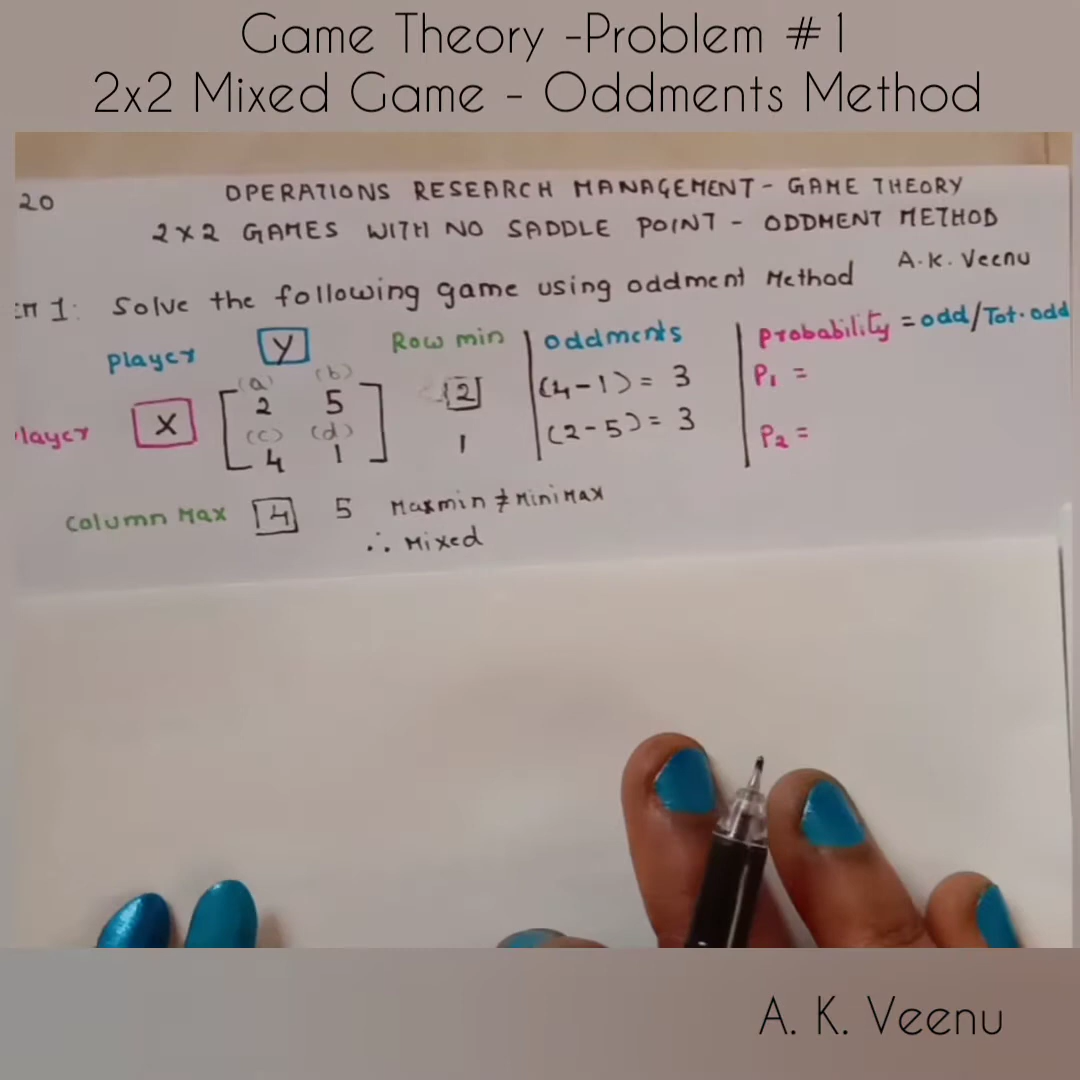 Game Theory -Problem #1
2x2 Mixed Game - Oddments Method
20 OPERATIONS RESEARCH MANAGEMENT - GAME THEORY
2X2 GAMES WITH NO SADDLE POINT - ODDMENT METHOD
A.K. Veenu
1: Solve the following game using oddment Method
Player Y Row min oddments Probability = odd/Tot.odd
(a) (b)
2 5 2 (4-1) = 3 P₁ =
layer X (c) (d)
4 1 1 (2-5) = 3 P₂ =
Column Max 4 5 Maxmin ≠ MiniMax
∴ Mixed
A. K. Veenu